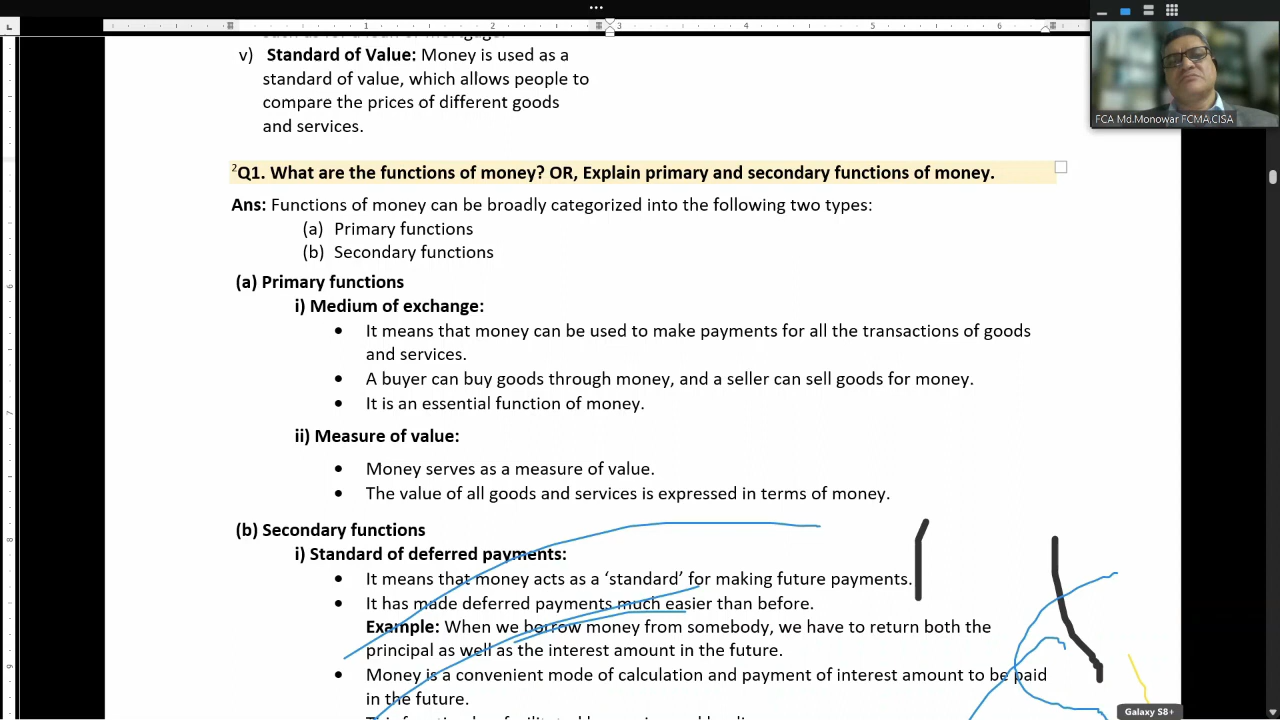 v) Standard of Value: Money is used as a
standard of value, which allows people to
compare the prices of different goods
and services.
FCA Md.Monowar FCMA,CISA
2Q1. What are the functions of money? OR, Explain primary and secondary functions of money.
Ans: Functions of money can be broadly categorized into the following two types:
(a) Primary functions
(b) Secondary functions
(a) Primary functions
i) Medium of exchange:
• It means that money can be used to make payments for all the transactions of goods
and services.
• A buyer can buy goods through money, and a seller can sell goods for money.
• It is an essential function of money.
ii) Measure of value:
• Money serves as a measure of value.
• The value of all goods and services is expressed in terms of money.
(b) Secondary functions
i) Standard of deferred payments:
• It means that money acts as a ‘standard’ for making future payments.
• It has made deferred payments much easier than before.
Example: When we borrow money from somebody, we have to return both the
principal as well as the interest amount in the future.
• Money is a convenient mode of calculation and payment of interest amount to be paid
in the future.
Galaxy S8+